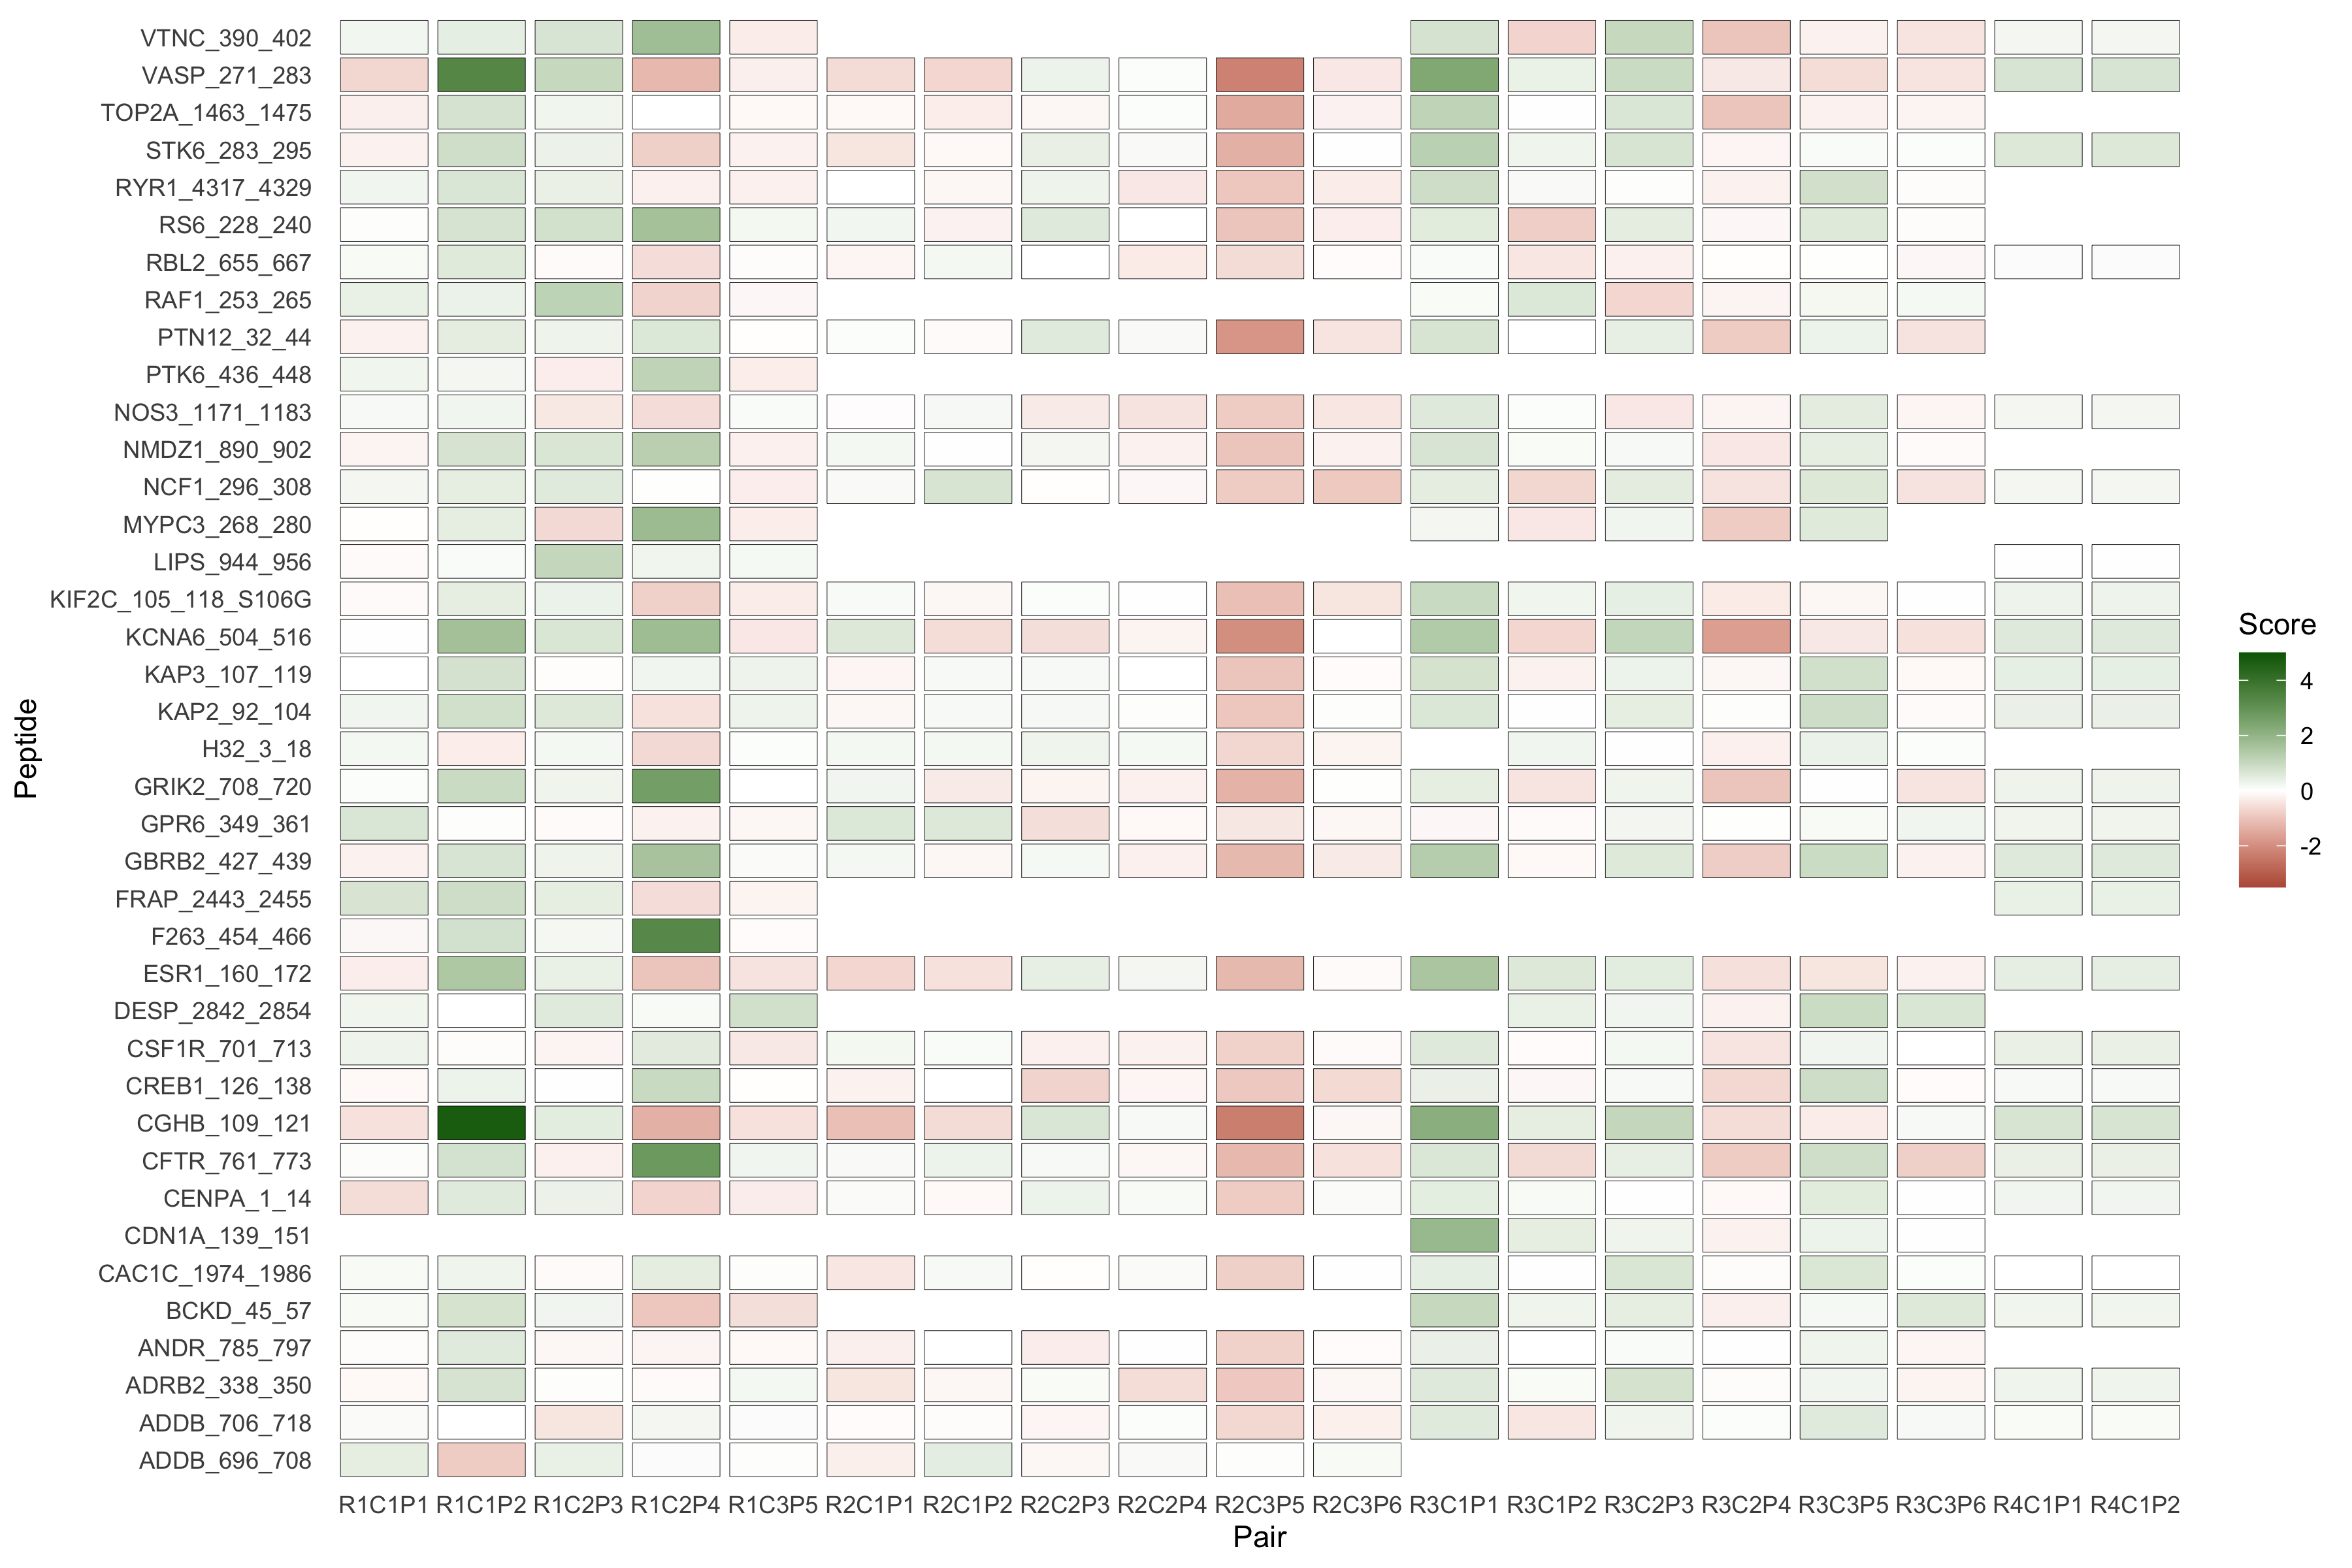 VTNC_390_402
VASP_271_283
TOP2A_1463_1475
STK6_283_295
RYR1_4317_4329
RS6_228_240
RBL2_655_667
RAF1_253_265
PTN12_32_44
PTK6_436_448
NOS3_1171_1183
NMDZ1_890_902
NCF1_296_308
MYPC3_268_280
LIPS_944_956
KIF2C_105_118_S106G
KCNA6_504_516
KAP3_107_119
KAP2_92_104
H32_3_18
GRIK2_708_720
GPR6_349_361
GBRB2_427_439
FRAP_2443_2455
F263_454_466
ESR1_160_172
DESP_2842_2854
CSF1R_701_713
CREB1_126_138
CGHB_109_121
CFTR_761_773
CENPA_1_14
CDN1A_139_151
CAC1C_1974_1986
BCKD_45_57
ANDR_785_797
ADRB2_338_350
ADDB_706_718
ADDB_696_708
Peptide
R1C1P1 R1C1P2 R1C2P3 R1C2P4 R1C3P5 R2C1P1 R2C1P2 R2C2P3 R2C2P4 R2C3P5 R2C3P6 R3C1P1 R3C1P2 R3C2P3 R3C2P4 R3C3P5 R3C3P6 R4C1P1 R4C1P2
Pair
Score
4
2
0
-2